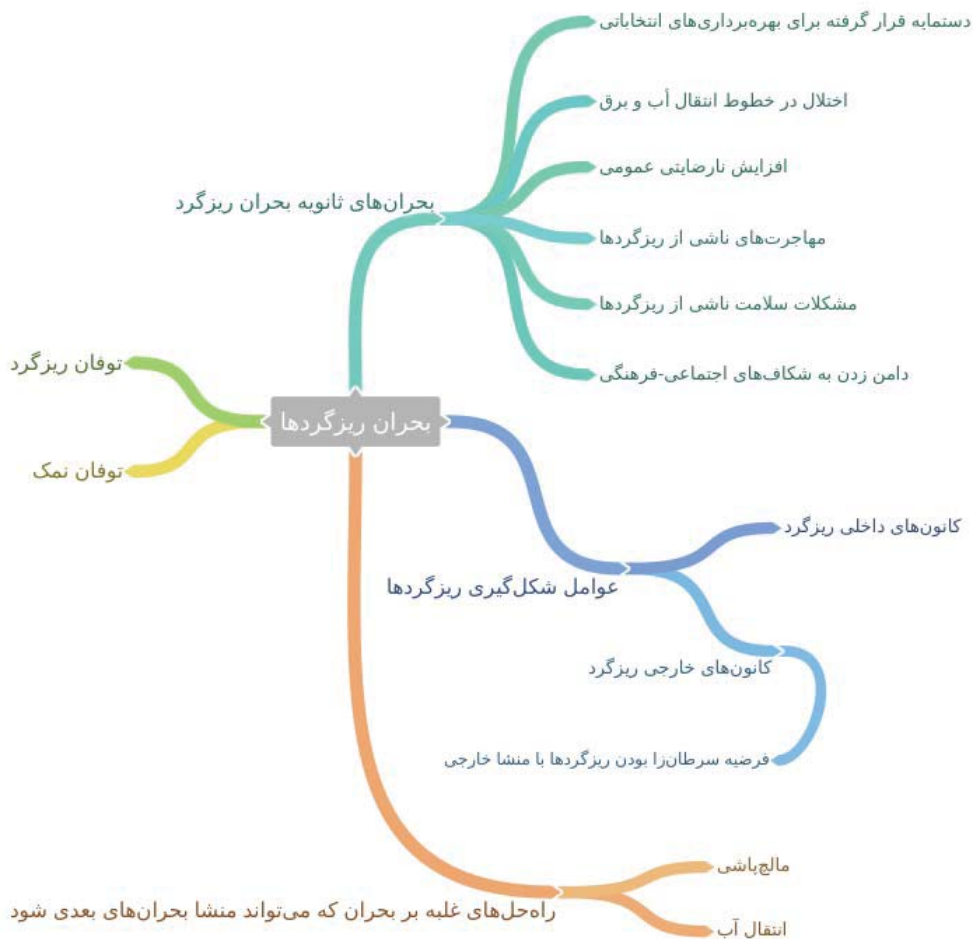 دستمایه قرار گرفته برای بهره‌برداری‌های انتخاباتی
اختلال در خطوط انتقال آب و برق
افزایش نارضایتی عمومی
بحران‌های ثانویه بحران ریزگرد
مهاجرت‌های ناشی از ریزگردها
مشکلات سلامت ناشی از ریزگردها
دامن زدن به شکاف‌های اجتماعی-فرهنگی
توفان ریزگرد
بحران ریزگردها
توفان نمک
کانون‌های داخلی ریزگرد
عوامل شکل‌گیری ریزگردها
کانون‌های خارجی ریزگرد
فرضیه سرطان‌زا بودن ریزگردها با منشا خارجی
مالچ‌پاشی
راه‌حل‌های غلبه بر بحران که می‌تواند منشا بحران‌های بعدی شود
انتقال آب